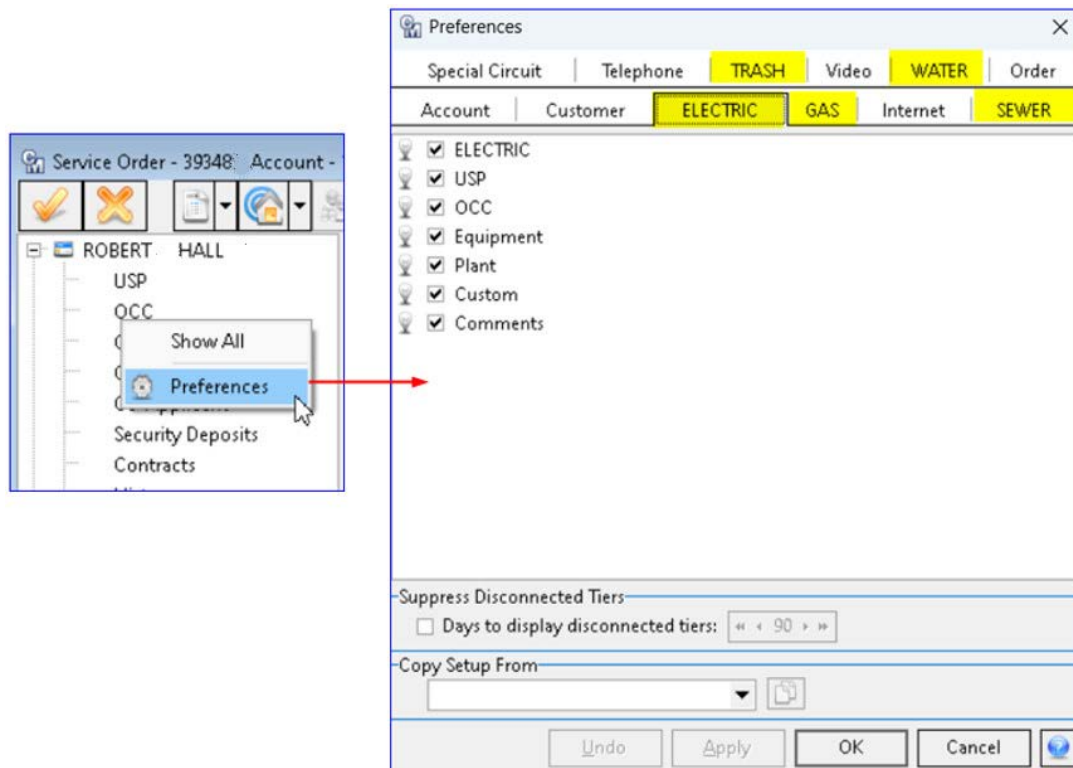 Service Order - 39348: Account -
ROBERT HALL
USP
OCC
Show All
Preferences
Security Deposits
Contracts
Preferences
Special Circuit Telephone TRASH Video WATER Order
Account Customer ELECTRIC GAS Internet SEWER
ELECTRIC
USP
OCC
Equipment
Plant
Custom
Comments
Suppress Disconnected Tiers
Days to display disconnected tiers: 90
Copy Setup From
Undo Apply OK Cancel